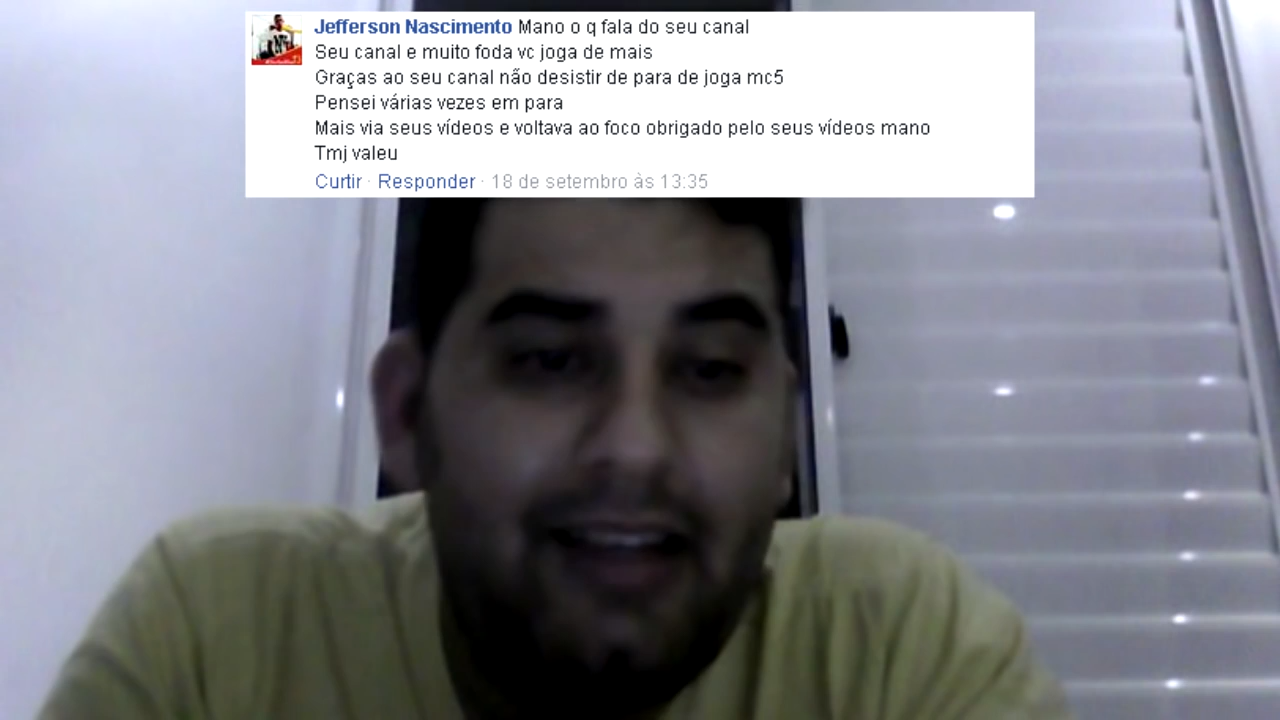 Jefferson Nascimento Mano o q fala do seu canal
Seu canal e muito foda vc joga de mais
Graças ao seu canal não desistir de para de joga mc5
Pensei várias vezes em para
Mais via seus vídeos e voltava ao foco obrigado pelo seus vídeos mano
Tmj valeu
Curtir · Responder · 18 de setembro às 13:35